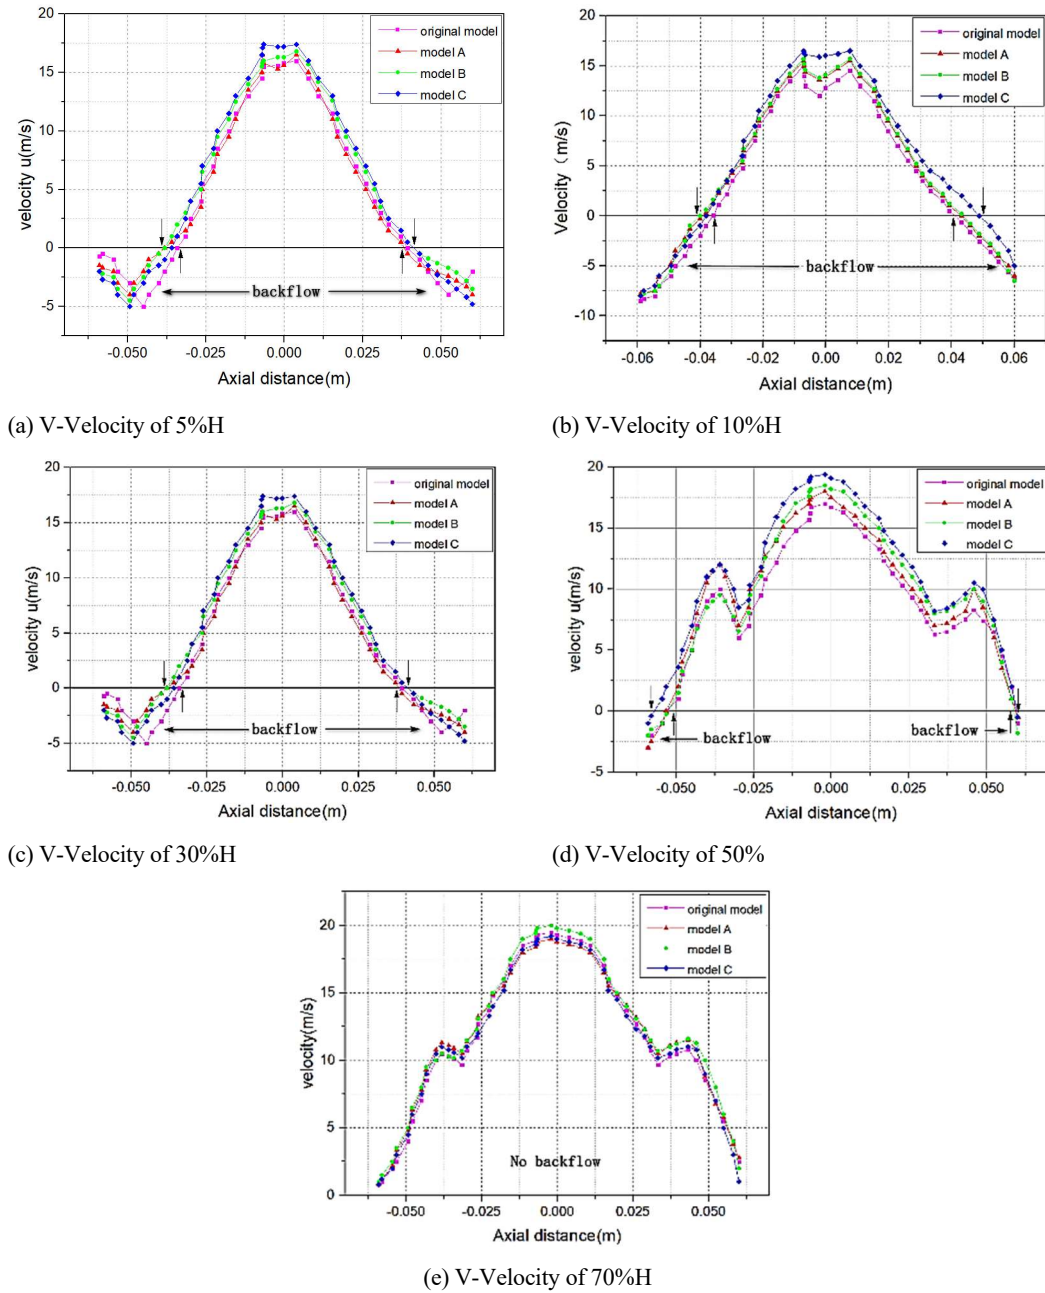 20
15
10
5
0
-5
velocity u(m/s)
original model
model A
model B
model C
backflow
-0.050 -0.025 0.000 0.025 0.050
Axial distance(m)
(a) V-Velocity of 5%H
20
15
10
5
0
-5
-10
Velocity （m/s）
original model
model A
model B
model C
backflow
-0.06 -0.04 -0.02 0.00 0.02 0.04 0.06
Axial distance(m)
(b) V-Velocity of 10%H
20
15
10
5
0
-5
velocity u(m/s)
original model
model A
model B
model C
backflow
-0.050 -0.025 0.000 0.025 0.050
Axial distance(m)
(c) V-Velocity of 30%H
20
15
10
5
0
-5
velocity u(m/s)
original model
model A
model B
model C
backflow
backflow
-0.050 -0.025 0.000 0.025 0.050
Axial distance(m)
(d) V-Velocity of 50%
20
15
10
5
0
velocity(m/s)
original model
model A
model B
model C
No backflow
-0.050 -0.025 0.000 0.025 0.050
Axial distance(m)
(e) V-Velocity of 70%H